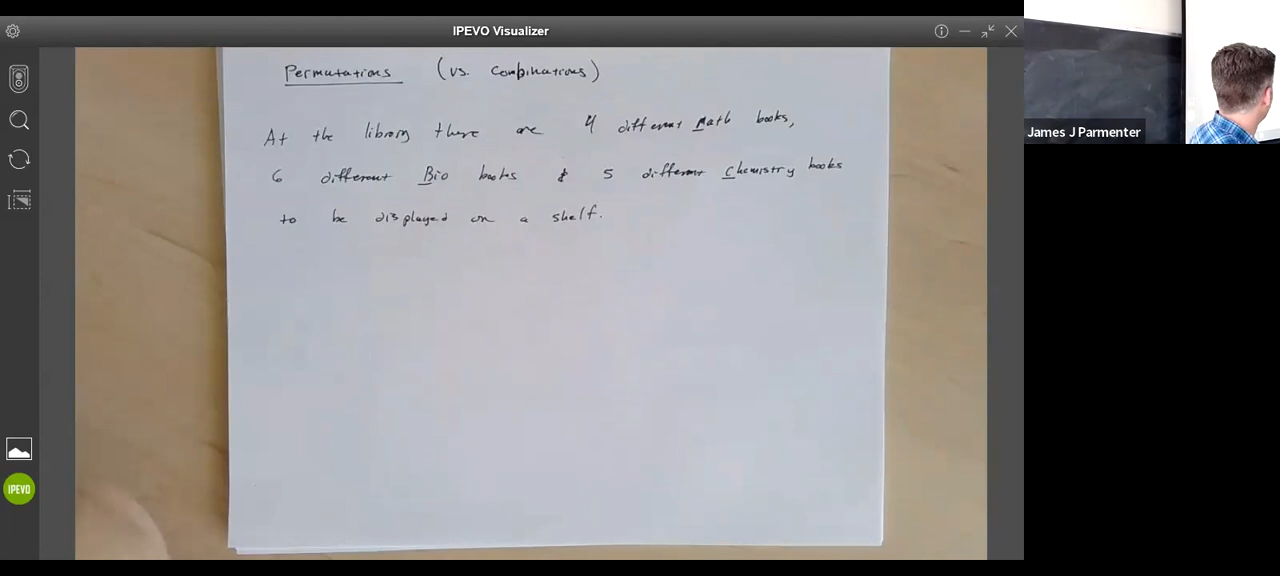 IPEVO Visualizer
Permutations (vs. Combinations)
At the library there are 4 different Math books,
6 different Bio books & 5 different Chemistry books
to be displayed on a shelf.
James J Parmenter
IPEVO